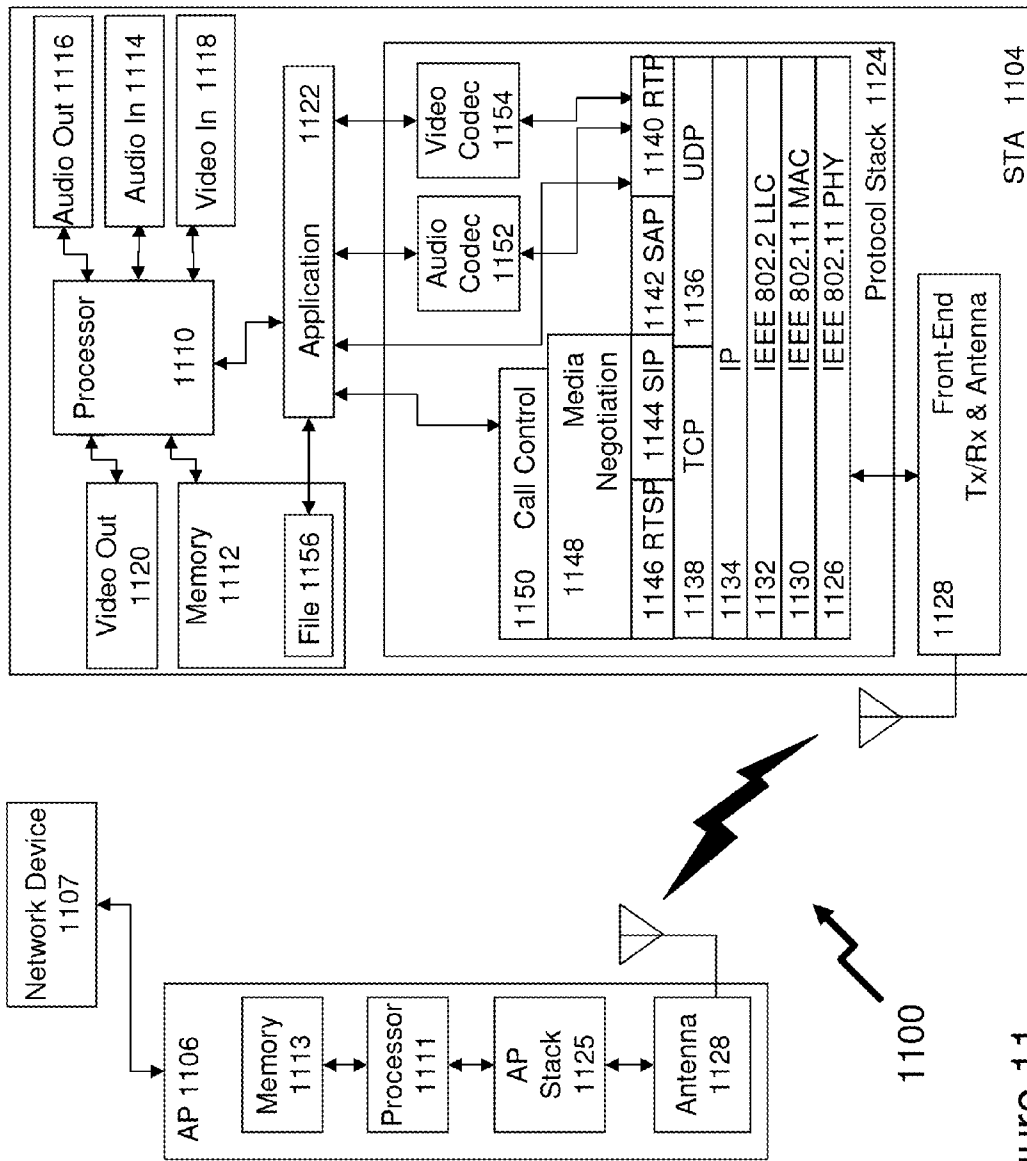 Network Device
1107
AP 1106
Memory
1113
Processor
1111
AP
Stack
1125
Antenna
1128
1100
Video Out
1120
Memory
1112
File 1156
Processor
1110
Audio Out 1116
Audio In 1114
Video In 1118
Application 1122
Audio
Codec
1152
Video
Codec
1154
1150 Call Control
1148 Media
Negotiation
1146 RTSP
1144 SIP
1142 SAP
1140 RTP
1138 TCP
1136 UDP
1134 IP
1132 IEEE 802.2 LLC
1130 IEEE 802.11 MAC
1126 IEEE 802.11 PHY
Protocol Stack 1124
1128 Front-End
Tx/Rx & Antenna
STA 1104